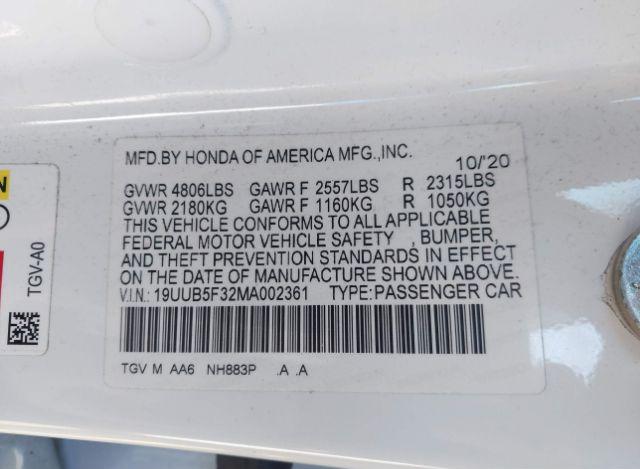 MFD.BY HONDA OF AMERICA MFG.,INC. 10/'20
GVWR 4806LBS GAWR F 2557LBS R 2315LBS
GVWR 2180KG GAWR F 1160KG R 1050KG
THIS VEHICLE CONFORMS TO ALL APPLICABLE
FEDERAL MOTOR VEHICLE SAFETY , BUMPER,
AND THEFT PREVENTION STANDARDS IN EFFECT
ON THE DATE OF MANUFACTURE SHOWN ABOVE.
V.I.N.: 19UUB5F32MA002361 TYPE:PASSENGER CAR
TGV M AA6 NH883P .A .A
TGV-A0